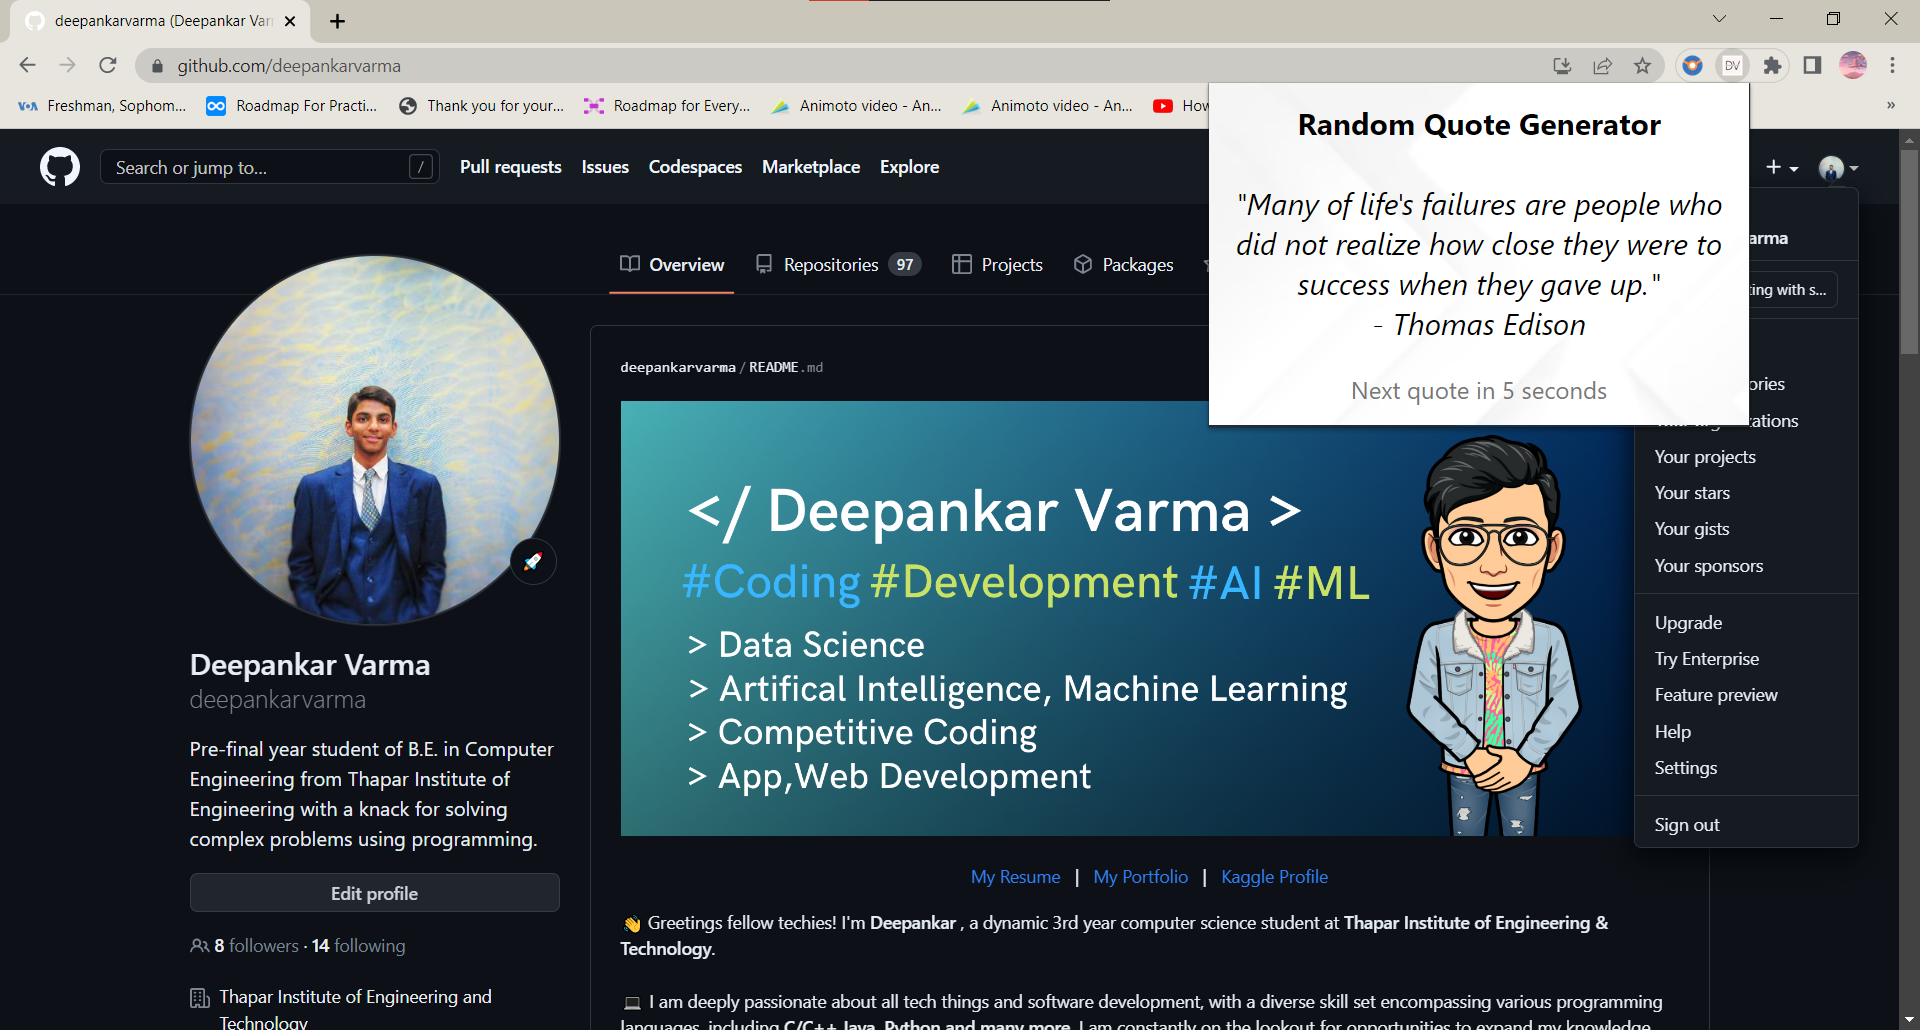 deepankarvarma (Deepankar Var
github.com/deepankarvarma
DV
VOA Freshman, Sophom...
Roadmap For Practi...
Thank you for your...
Roadmap for Every...
Animoto video - An...
Animoto video - An...
How
»
Search or jump to... /
Pull requests Issues Codespaces Marketplace Explore
Random Quote Generator
"Many of life's failures are people who
did not realize how close they were to
success when they gave up."
- Thomas Edison
Next quote in 5 seconds
arma
ting with s...
ories
zations
Your projects
Your stars
Your gists
Your sponsors
Upgrade
Try Enterprise
Feature preview
Help
Settings
Sign out
Overview Repositories 97 Projects Packages
Deepankar Varma
deepankarvarma
Pre-final year student of B.E. in Computer
Engineering from Thapar Institute of
Engineering with a knack for solving
complex problems using programming.
Edit profile
8 followers · 14 following
Thapar Institute of Engineering and
Technology
deepankarvarma / README.md
</ Deepankar Varma >
#Coding #Development #AI #ML
> Data Science
> Artifical Intelligence, Machine Learning
> Competitive Coding
> App,Web Development
My Resume | My Portfolio | Kaggle Profile
👋 Greetings fellow techies! I'm Deepankar , a dynamic 3rd year computer science student at Thapar Institute of Engineering &
Technology.
💻 I am deeply passionate about all tech things and software development, with a diverse skill set encompassing various programming
languages, including C/C++, Java, Python and many more. I am constantly on the lookout for opportunities to expand my knowledge